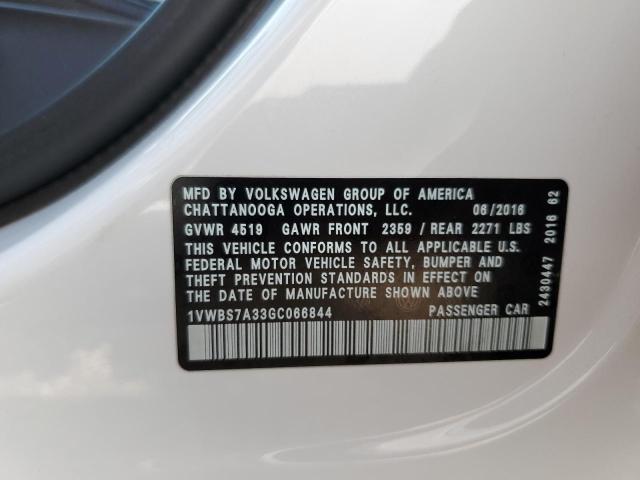 MFD BY VOLKSWAGEN GROUP OF AMERICA
CHATTANOOGA OPERATIONS, LLC. 06/2016
GVWR 4519 GAWR FRONT 2359 / REAR 2271 LBS
THIS VEHICLE CONFORMS TO ALL APPLICABLE U.S.
FEDERAL MOTOR VEHICLE SAFETY, BUMPER AND
THEFT PREVENTION STANDARDS IN EFFECT ON
THE DATE OF MANUFACTURE SHOWN ABOVE
1VWBS7A33GC066844 PASSENGER CAR
2430447 2016 62